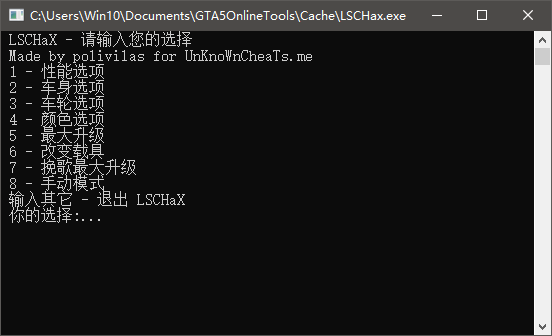 C:\Users\Win10\Documents\GTA5OnlineTools\Cache\LSCHax.exe
LSCHaX - 请输入您的选择
Made by polivilas for UnKnoWnCheaTs.me
1 - 性能选项
2 - 车身选项
3 - 车轮选项
4 - 颜色选项
5 - 最大升级
6 - 改变载具
7 - 挽歌最大升级
8 - 手动模式
输入其它 - 退出 LSCHaX
你的选择:...